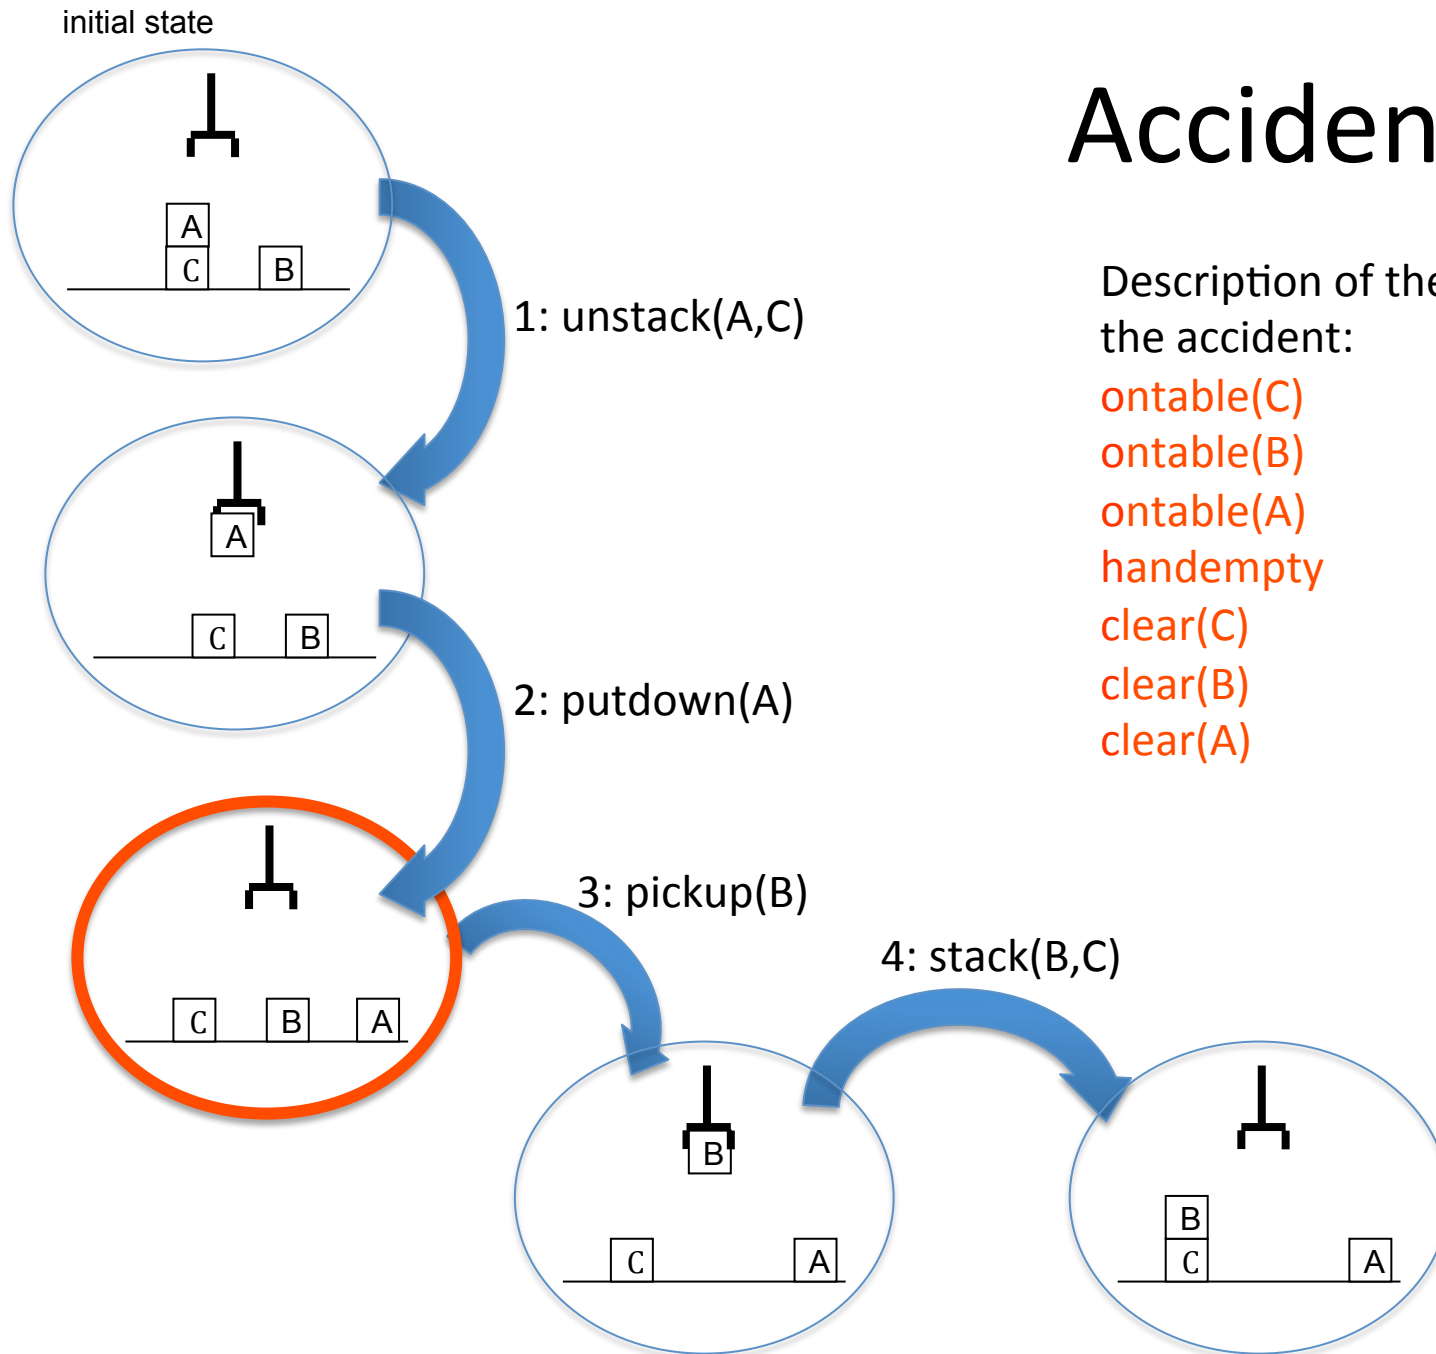 initial state
Acciden
A
C B
1: unstack(A,C)
Description of the
the accident:
ontable(C)
ontable(B)
ontable(A)
handempty
clear(C)
clear(B)
clear(A)
A
C B
2: putdown(A)
3: pickup(B)
C B A
4: stack(B,C)
B
C A
B
C A